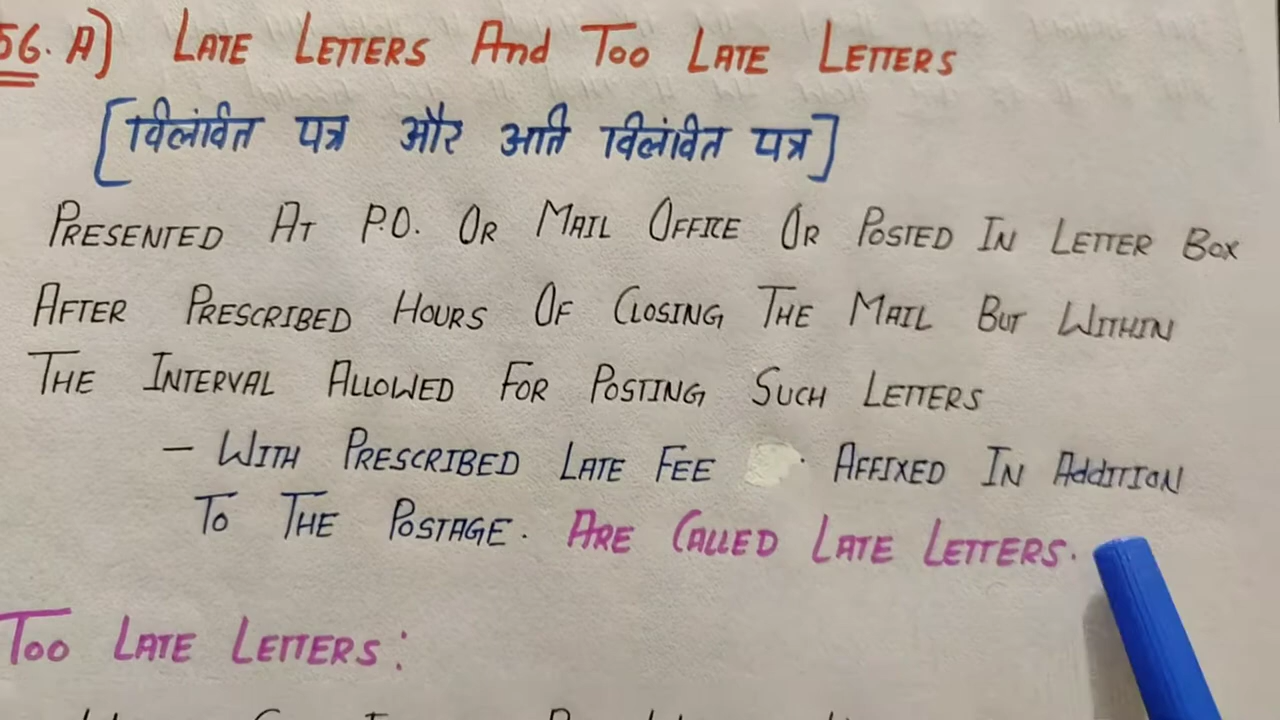 56. A) LATE LETTERS And TOO LATE LETTERS
[विलंवित पत्र और अति विलंवित पत्र]
PRESENTED AT P.O. OR MAIL OFFICE OR POSTED IN LETTER BOX
AFTER PRESCRIBED HOURS OF CLOSING THE MAIL BUT WITHIN
THE INTERVAL ALLOWED FOR POSTING SUCH LETTERS
- WITH PRESCRIBED LATE FEE AFFIXED IN ADDITION
TO THE POSTAGE. ARE CALLED LATE LETTERS.
TOO LATE LETTERS: